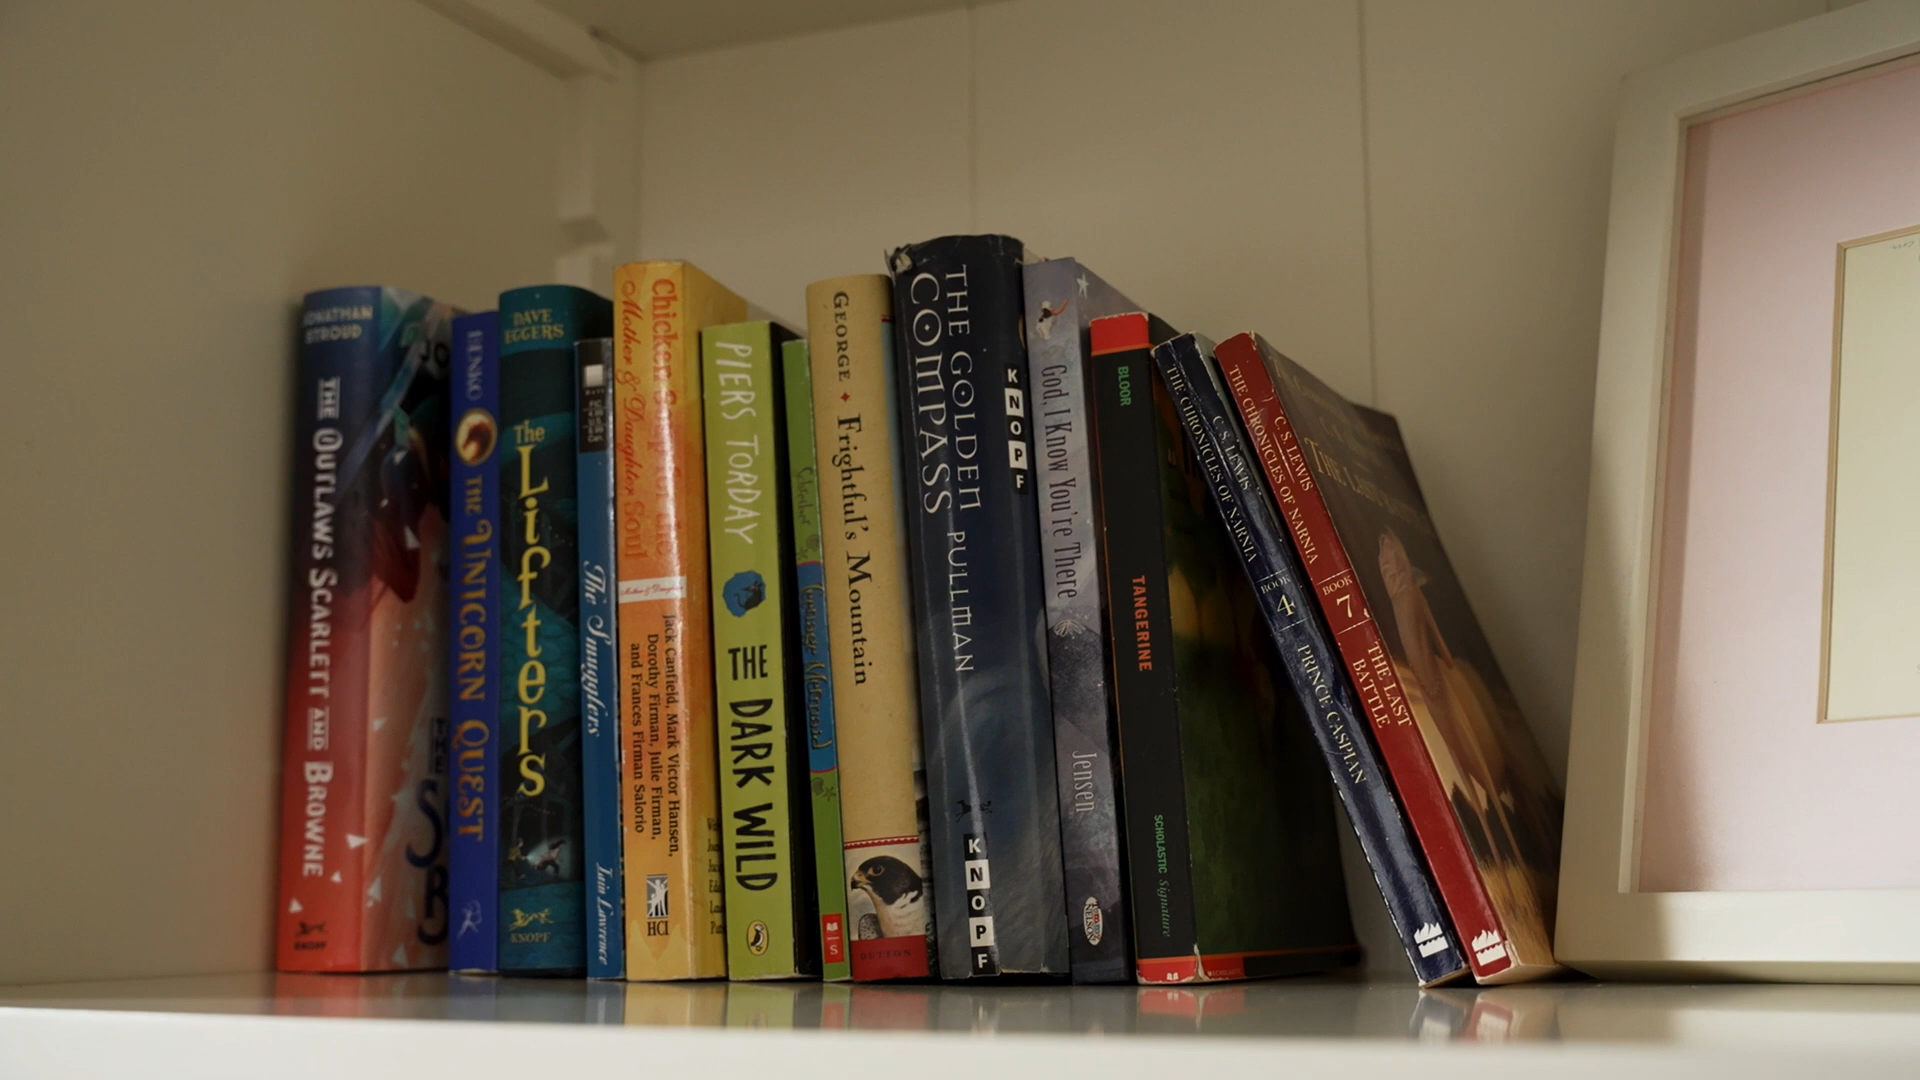 JONATHAN
STROUD
THE OUTLAWS SCARLETT AND BROWNE
KNOPF
BENKO
THE UNICORN QUEST
DAVE
EGGERS
The
Lifters
KNOPF
The Smugglers
Iain Lawrence
Chicken Soup for the
Mother & Daughter Soul
Mother & Daughter
Jack Canfield, Mark Victor Hansen,
Dorothy Firman, Julie Firman,
and Frances Firman Salorio
HCI
PIERS TORDAY
THE DARK WILD
S
GEORGE
Frightful's Mountain
DUTTON
THE GOLDEN
COMPASS
PULLMAN
KNOPF
KNOPF
God, I Know You're There
Jensen
BLOOR
TANGERINE
SCHOLASTIC Signature
SCHOLASTIC
C. S. LEWIS
THE CHRONICLES OF NARNIA
BOOK
4
PRINCE CASPIAN
C. S. LEWIS
THE CHRONICLES OF NARNIA
BOOK
7
THE LAST
BATTLE